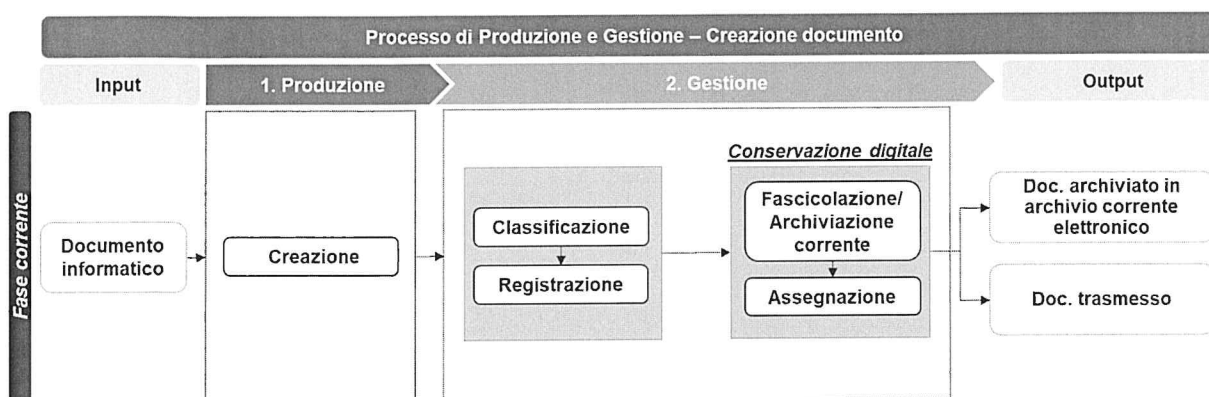 Processo di Produzione e Gestione – Creazione documento
Input
1. Produzione
2. Gestione
Output
Fase corrente
Documento
informatico
Creazione
Classificazione
Registrazione
Conservazione digitale
Fascicolazione/
Archiviazione
corrente
Assegnazione
Doc. archiviato in
archivio corrente
elettronico
Doc. trasmesso